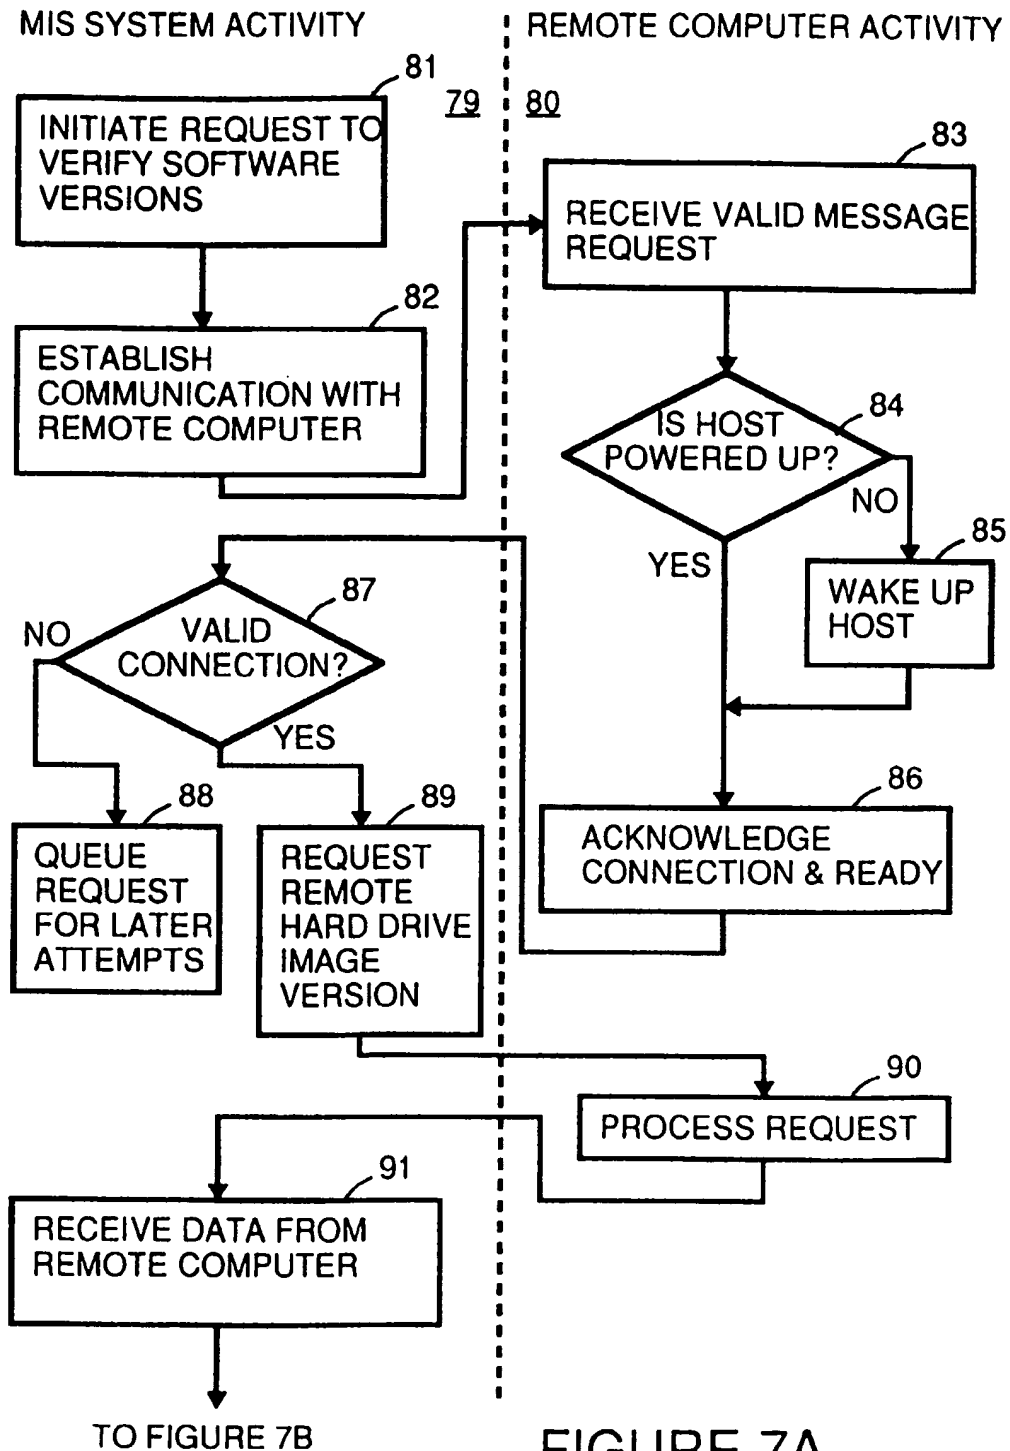 MIS SYSTEM ACTIVITY
REMOTE COMPUTER ACTIVITY
79
80
81
INITIATE REQUEST TO
VERIFY SOFTWARE
VERSIONS
82
ESTABLISH
COMMUNICATION WITH
REMOTE COMPUTER
83
RECEIVE VALID MESSAGE
REQUEST
84
IS HOST
POWERED UP?
NO
YES
85
WAKE UP
HOST
86
ACKNOWLEDGE
CONNECTION & READY
87
VALID
CONNECTION?
NO
YES
88
QUEUE
REQUEST
FOR LATER
ATTEMPTS
89
REQUEST
REMOTE
HARD DRIVE
IMAGE
VERSION
90
PROCESS REQUEST
91
RECEIVE DATA FROM
REMOTE COMPUTER
TO FIGURE 7B
FIGURE 7A